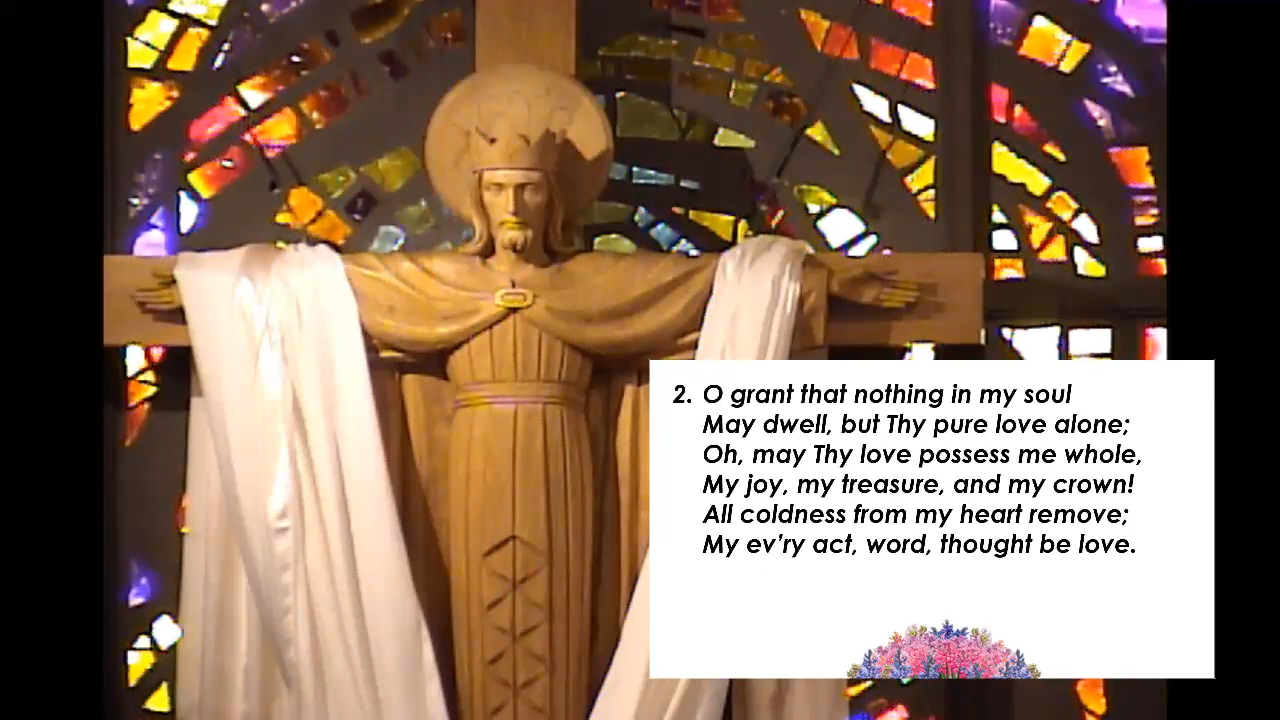 2. O grant that nothing in my soul
May dwell, but Thy pure love alone;
Oh, may Thy love possess me whole,
My joy, my treasure, and my crown!
All coldness from my heart remove;
My ev’ry act, word, thought be love.